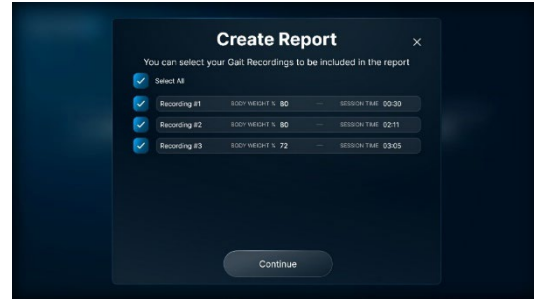 Create Report
You can select your Gait Recordings to be included in the report
Select All
Recording #1 BODY WEIGHT % 80 — SESSION TIME 00:30
Recording #2 BODY WEIGHT % 80 — SESSION TIME 02:11
Recording #3 BODY WEIGHT % 72 — SESSION TIME 03:05
Continue